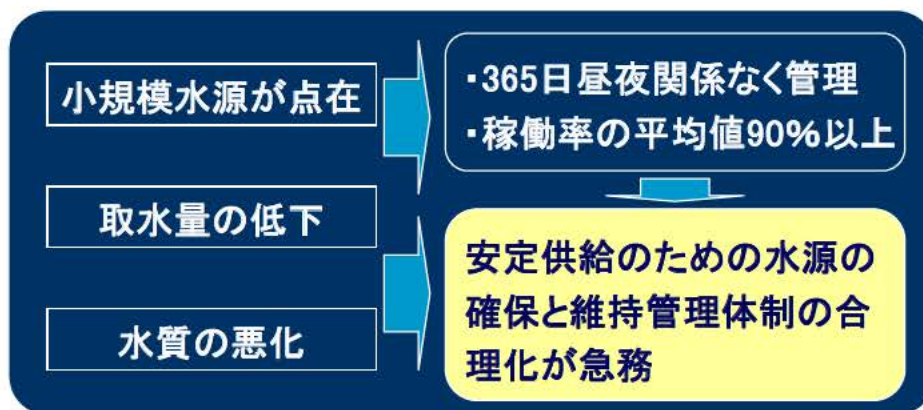 小規模水源が点在
取水量の低下
水質の悪化
・365日昼夜関係なく管理
・稼働率の平均値90%以上
安定供給のための水源の
確保と維持管理体制の合
理化が急務